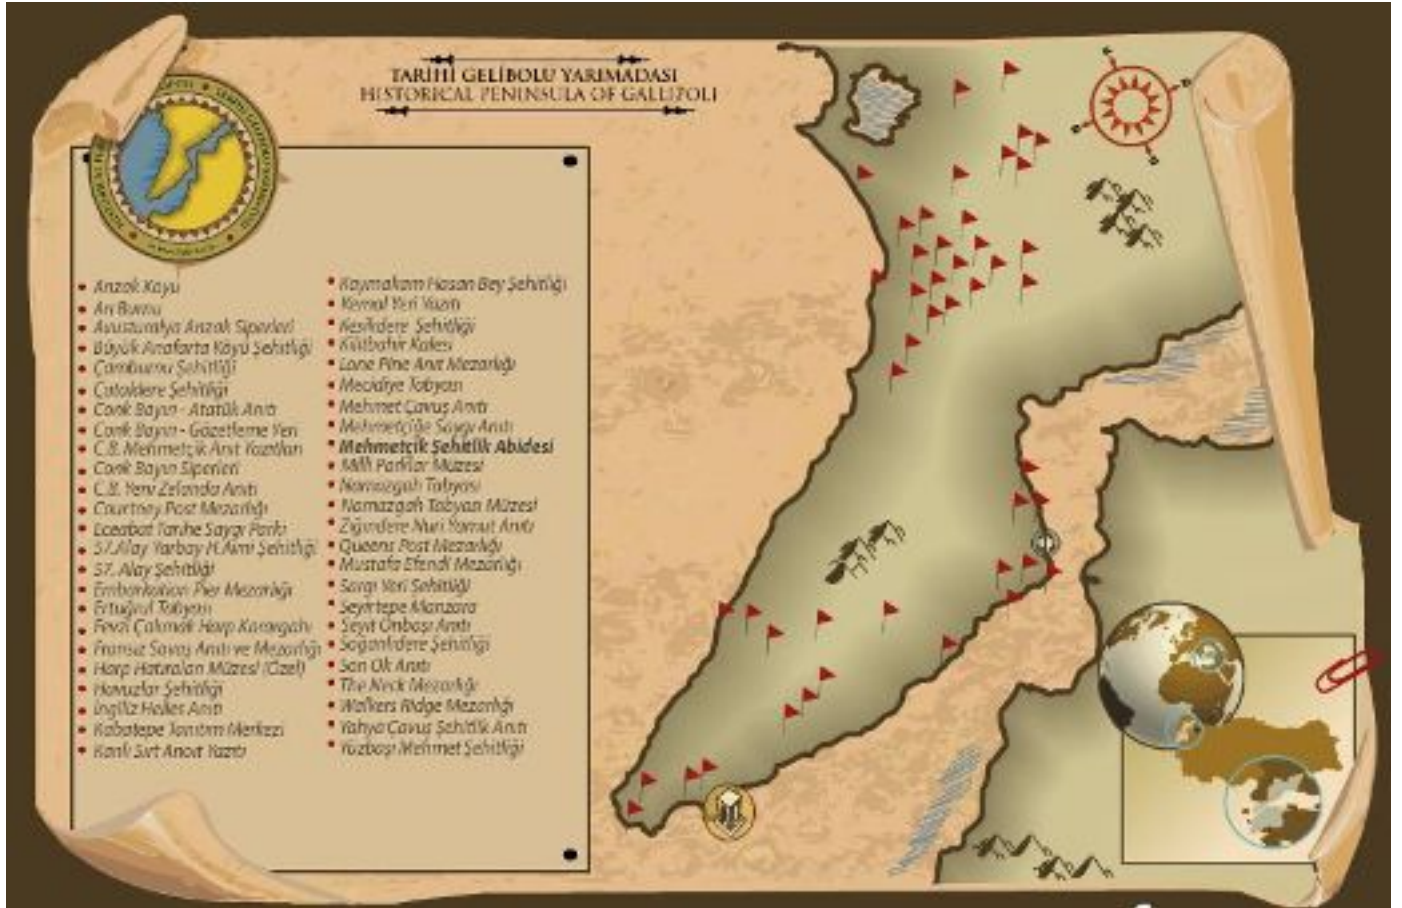 TARİHİ GELİBOLU YARIMADASI
HISTORICAL PENINSULA OF GALLIPOLI
Anzak Koyu
Arı Burnu
Avusturalya Anzak Siperleri
Büyük Anafarta Köyü Şehitliği
Çamburnu Şehitliği
Çataldere Şehitliği
Conk Bayırı - Atatük Anıtı
Conk Bayırı - Gözetleme Yeri
C.B. Mehmetçik Anıt Yazıtları
Conk Bayırı Siperleri
C.B. Yeni Zelanda Anıtı
Courtney Post Mezarlığı
Eceabat Tarihe Saygı Parkı
57.Alay Yarbay H.Avni Şehitliği
57. Alay Şehitliği
Embarkation Pier Mezarlığı
Ertuğrul Tabyası
Fevzi Çakmak Harp Karargahı
Fransız Savaş Anıtı ve Mezarlığı
Harp Hatıraları Müzesi (Özel)
Havuzlar Şehitliği
İngiliz Helles Anıtı
Kabatepe Tanıtım Merkezi
Kanlı Sırt Yazıtı
Kaymakam Hasan Bey Şehitliği
Kemal Yeri Yazıtı
Kesikdere Şehitliği
Kilitbahir Kalesi
Lone Pine Anıt Mezarlığı
Mecidiye Tabyası
Mehmet Çavuş Anıtı
Mehmetçiğe Saygı Anıtı
Mehmetçik Şehitlik Abidesi
Milli Parklar Müzesi
Namazgah Tabyası
Namazgah Tabyası Müzesi
Zığındere Nuri Yamut Anıtı
Queens Post Mezarlığı
Mustafa Efendi Mezarlığı
Sargı Yeri Şehitliği
Seyirtepe Manzara
Seyit Onbaşı Anıtı
Soğanlıdere Şehitliği
Son Ok Anıtı
The Neck Mezarlığı
Walkers Ridge Mezarlığı
Yahya Çavuş Şehitlik Anıtı
Yüzbaşı Mehmet Şehitliği